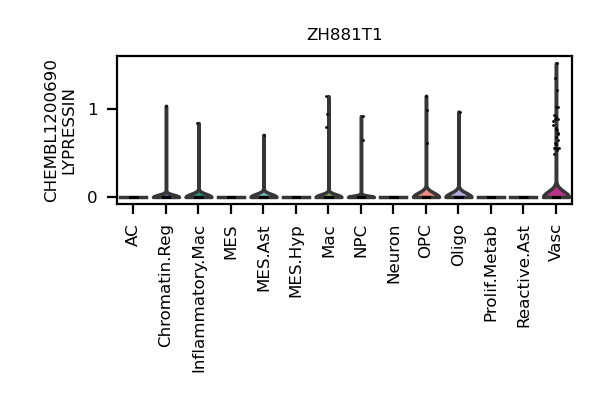 ZH881T1
CHEMBL1200690
LYPRESSIN
1
0
AC
Chromatin.Reg
Inflammatory.Mac
MES
MES.Ast
MES.Hyp
Mac
NPC
Neuron
OPC
Oligo
Prolif.Metab
Reactive.Ast
Vasc